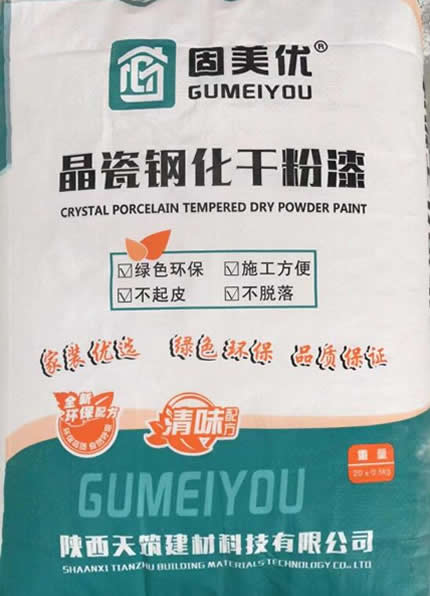 固美优®
GUMEIYOU
晶瓷钢化干粉漆
CRYSTAL PORCELAIN TEMPERED DRY POWDER PAINT
☑绿色环保 ☑施工方便
☑不起皮 ☑不脱落
家装优选 绿色环保 品质保证
全新
环保配方
清味配方
重量
20±0.5Kg
GUMEIYOU
陕西天筑建材科技有限公司
SHAANXI TIANZHU BUILDING MATERIALS TECHNOLOGY CO., LTD